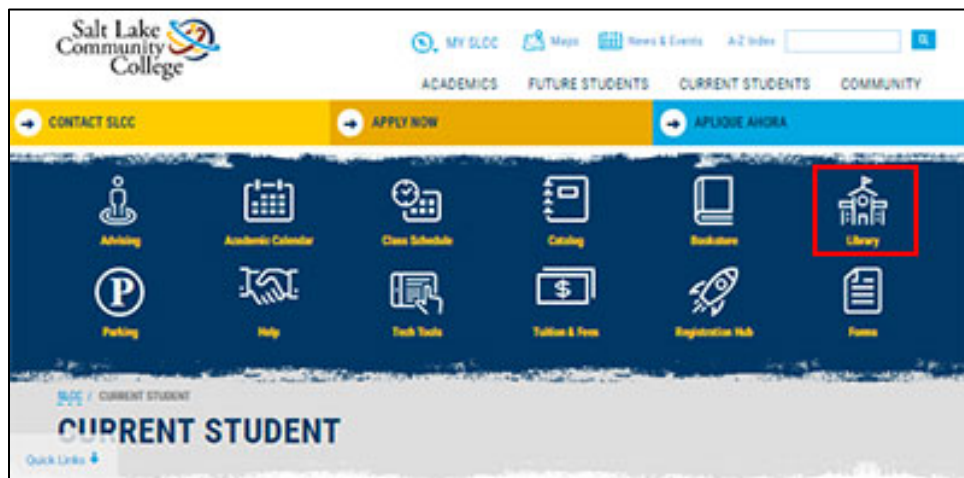 Salt Lake
Community
College
MY SLCC Maps News & Events A-Z Index
ACADEMICS FUTURE STUDENTS CURRENT STUDENTS COMMUNITY
CONTACT SLCC APPLY NOW APLIQUE AHORA
Advising Academic Calendar Class Schedule Catalog Bookstore Library
P
Parking Help Tech Tools Tuition & Fees Registration Hub Forms
SLCC / CURRENT STUDENT
CURRENT STUDENT
Quick Links